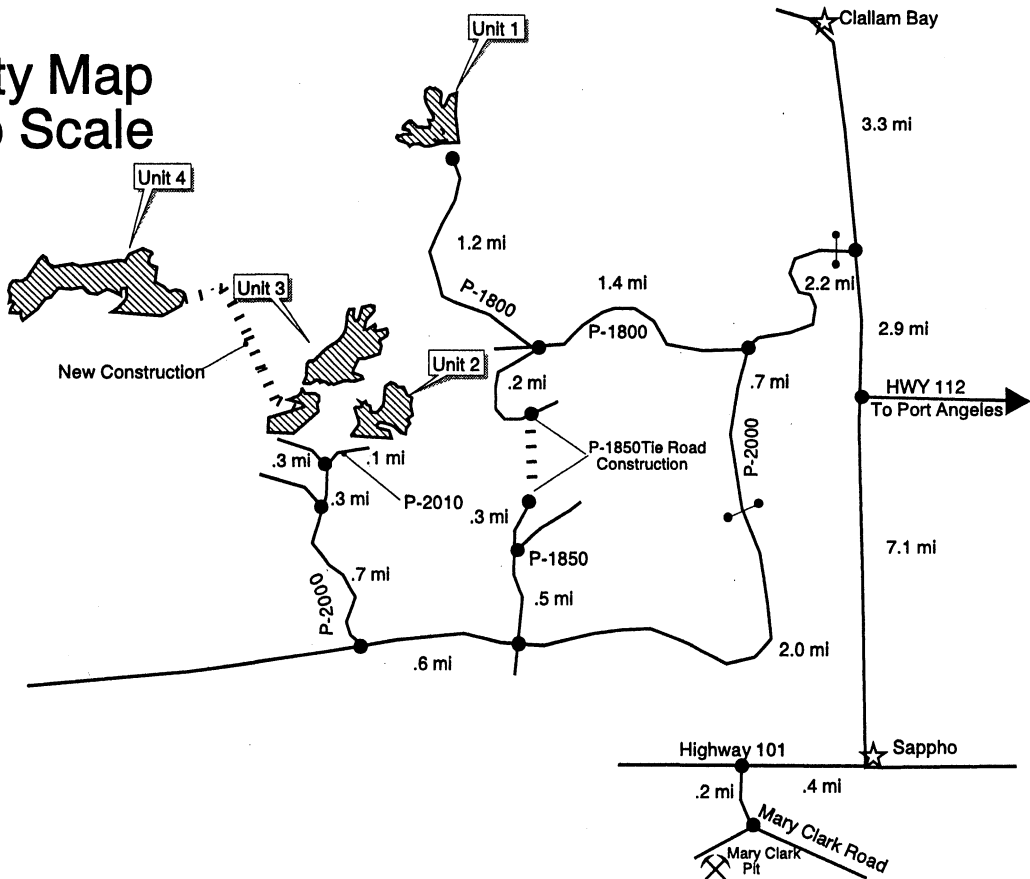 ty Map
Scale
Unit 1
Clallam Bay
3.3 mi
Unit 4
1.2 mi
Unit 3
1.4 mi
2.2 mi
P-1800
P-1800
2.9 mi
New Construction
Unit 2
.2 mi
.7 mi
HWY 112
To Port Angeles
P-2000
P-1850Tie Road
Construction
.3 mi
.1 mi
.3 mi
P-2010
.3 mi
P-1850
7.1 mi
.7 mi
P-2000
.5 mi
.6 mi
2.0 mi
Highway 101
Sappho
.2 mi
.4 mi
Mary Clark Road
Mary Clark
Pit